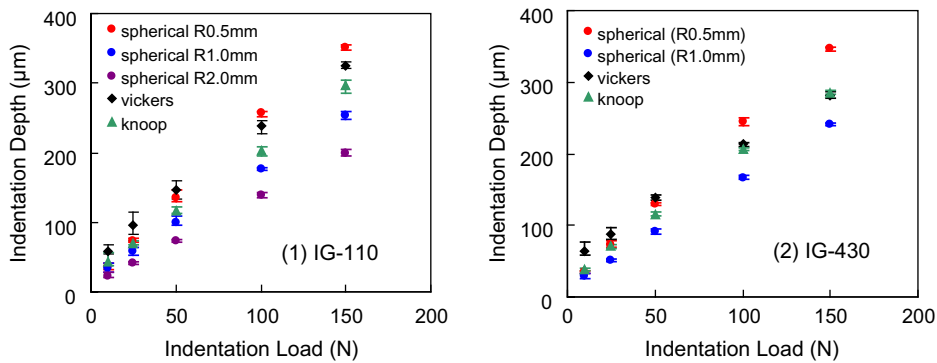 Indentation Depth (μm)
400
300
200
100
0
spherical R0.5mm
spherical R1.0mm
spherical R2.0mm
vickers
knoop
(1) IG-110
0 50 100 150 200
Indentation Load (N)
Indentation Depth (μm)
400
300
200
100
0
spherical (R0.5mm)
spherical (R1.0mm)
vickers
knoop
(2) IG-430
0 50 100 150 200
Indentation Load (N)